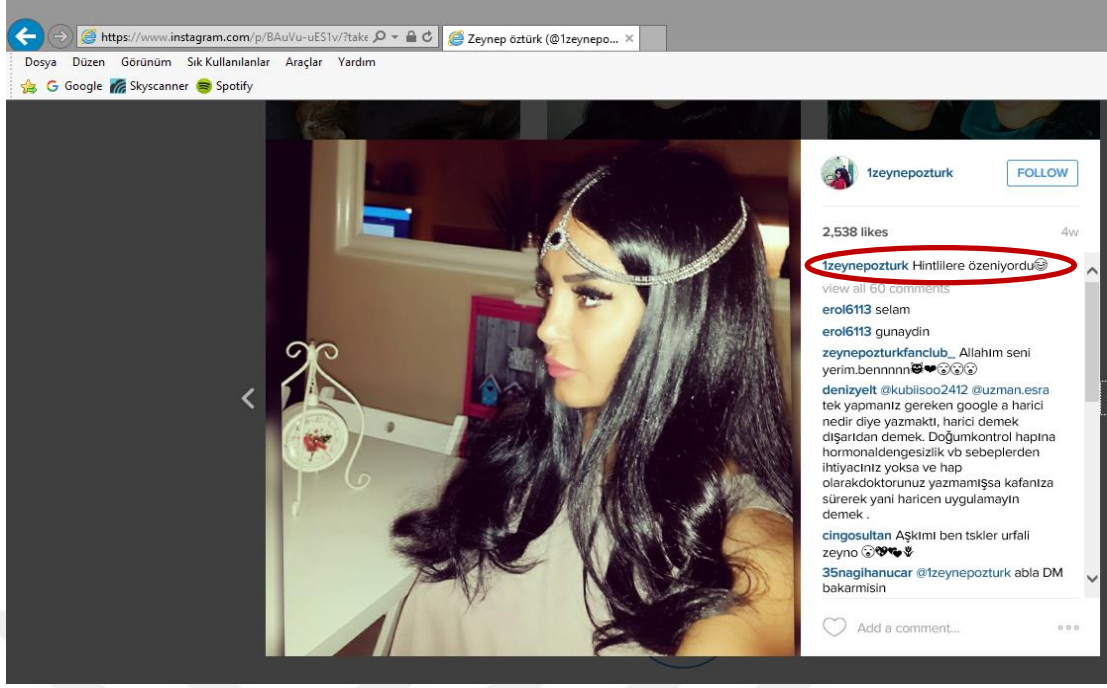 https://www.instagram.com/p/BAuVu-uES1v/?take
Zeynep öztürk (@1zeynepo...
Dosya Düzen Görünüm Sık Kullanılanlar Araçlar Yardım
Google Skyscanner Spotify
1zeynepozturk FOLLOW
2,538 likes 4w
1zeynepozturk Hintlilere özeniyordu😂
view all 60 comments
erol6113 selam
erol6113 gunaydin
zeynepozturkfanclub_ Allahım seni
yerim.bennnnn😈❤😮😮😮
denizyelt @kubiisoo2412 @uzman.esra
tek yapmanız gereken google a harici
nedir diye yazmaktı, harici demek
dışarıdan demek. Doğumkontrol hapına
hormonaldengesizlik vb sebeplerden
ihtiyacınız yoksa ve hap
olarakdoktorunuz yazmamışsa kafanıza
sürerek yani haricen uygulamayın
demek .
cingosultan Aşkımı ben tskler urfali
zeyno 😮💖💕🌷
35nagihanucar @1zeynepozturk abla DM
bakarmisin
Add a comment...